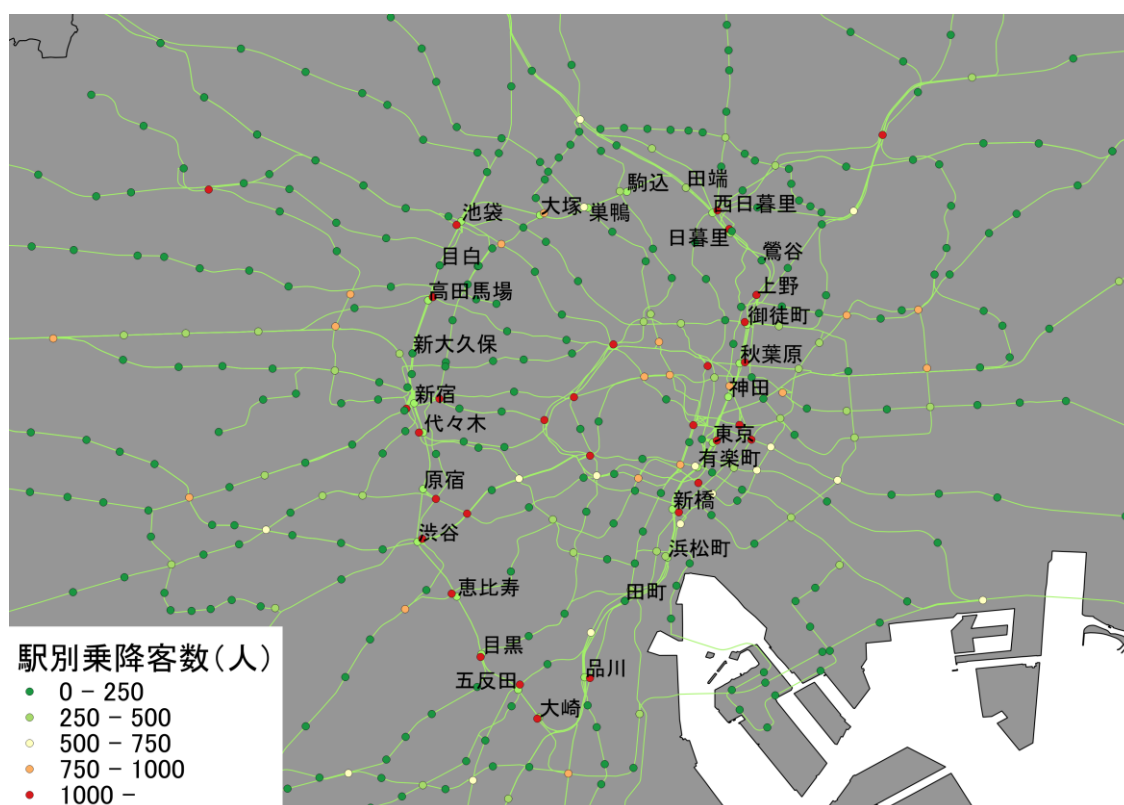 駒込
田端
大塚
巣鴨
西日暮里
池袋
日暮里
目白
鶯谷
高田馬場
上野
御徒町
新大久保
秋葉原
新宿
神田
代々木
東京
有楽町
原宿
新橋
渋谷
浜松町
恵比寿
田町
目黒
五反田
品川
大崎
駅別乗降客数(人)
0 - 250
250 - 500
500 - 750
750 - 1000
1000 -